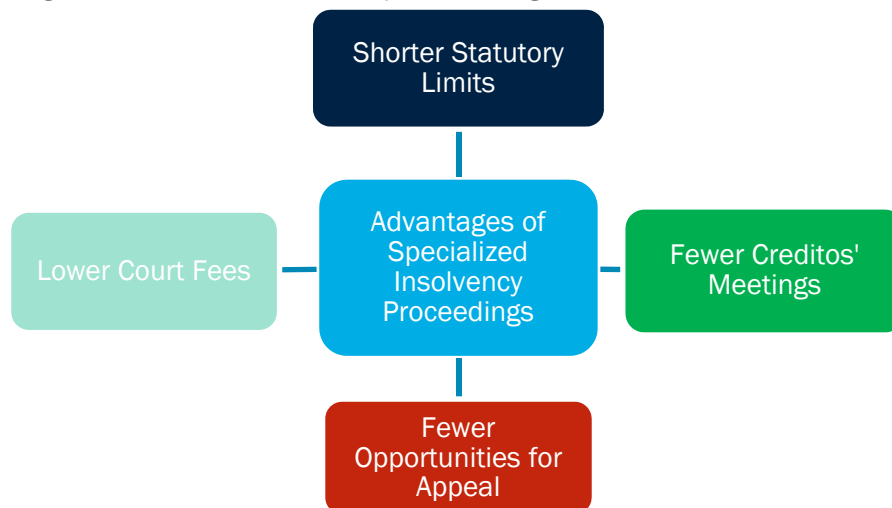 Shorter Statutory
Limits
Lower Court Fees
Advantages of
Specialized
Insolvency
Proceedings
Fewer Creditos'
Meetings
Fewer
Opportunities for
Appeal